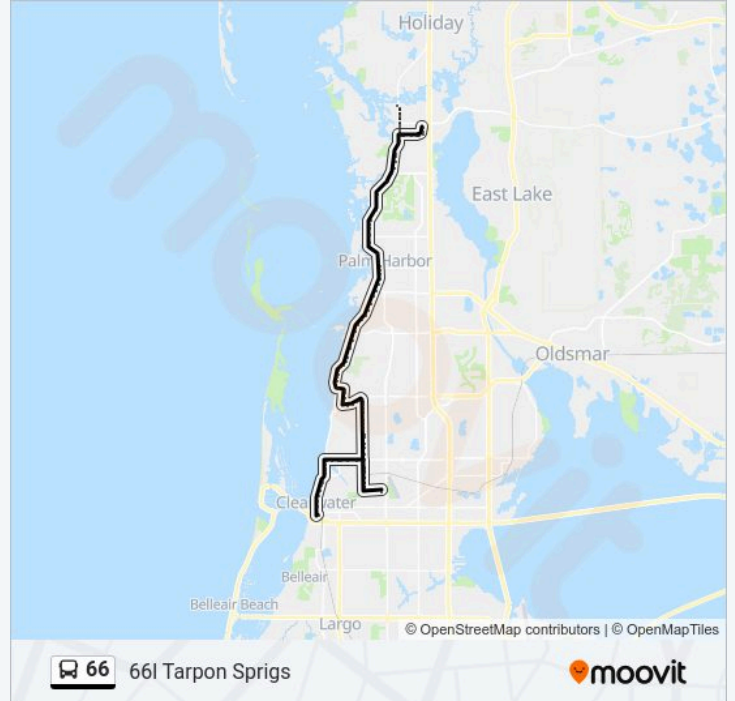 Holiday
East Lake
Palm Harbor
Oldsmar
Clearwater
Belleair
Belleair Beach
Largo
© OpenStreetMap contributors | © OpenMapTiles
66 66l Tarpon Sprigs
moovit
moovit